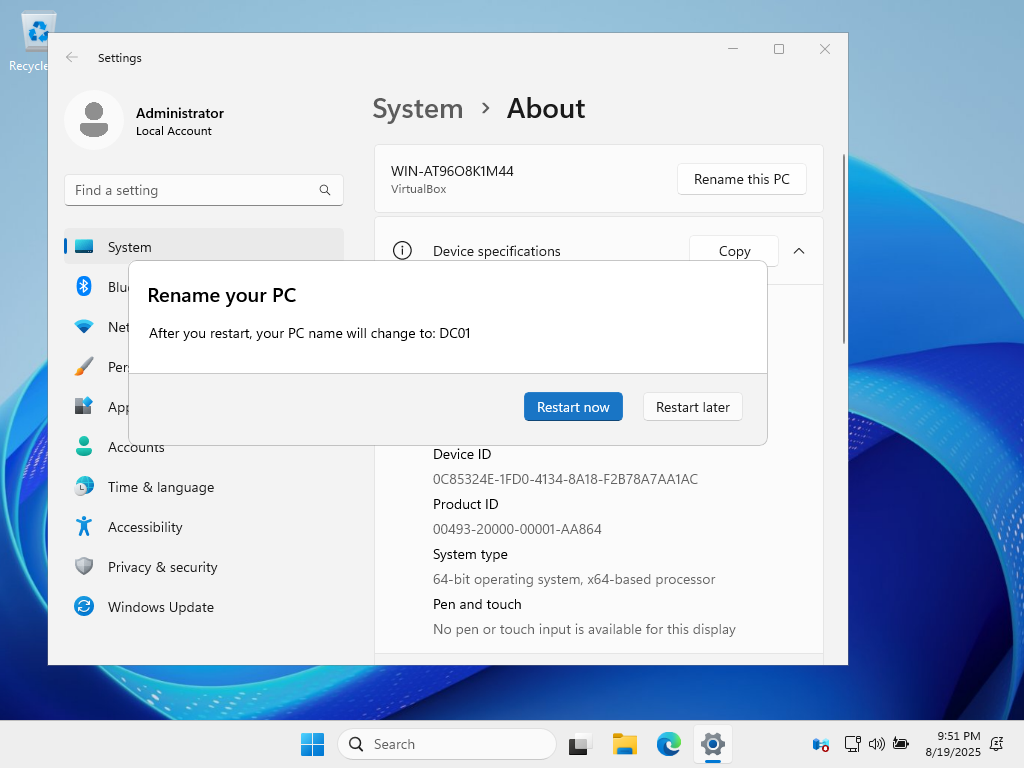 Recycle
Settings
Administrator
Local Account
Find a setting
System
Blu
Net
Per
App
Accounts
Time & language
Accessibility
Privacy & security
Windows Update
System > About
WIN-AT96O8K1M44
VirtualBox
Rename this PC
Device specifications
Copy
Rename your PC
After you restart, your PC name will change to: DC01
Restart now
Restart later
Device ID
0C85324E-1FD0-4134-8A18-F2B78A7AA1AC
Product ID
00493-20000-00001-AA864
System type
64-bit operating system, x64-based processor
Pen and touch
No pen or touch input is available for this display
Search
9:51 PM
8/19/2025